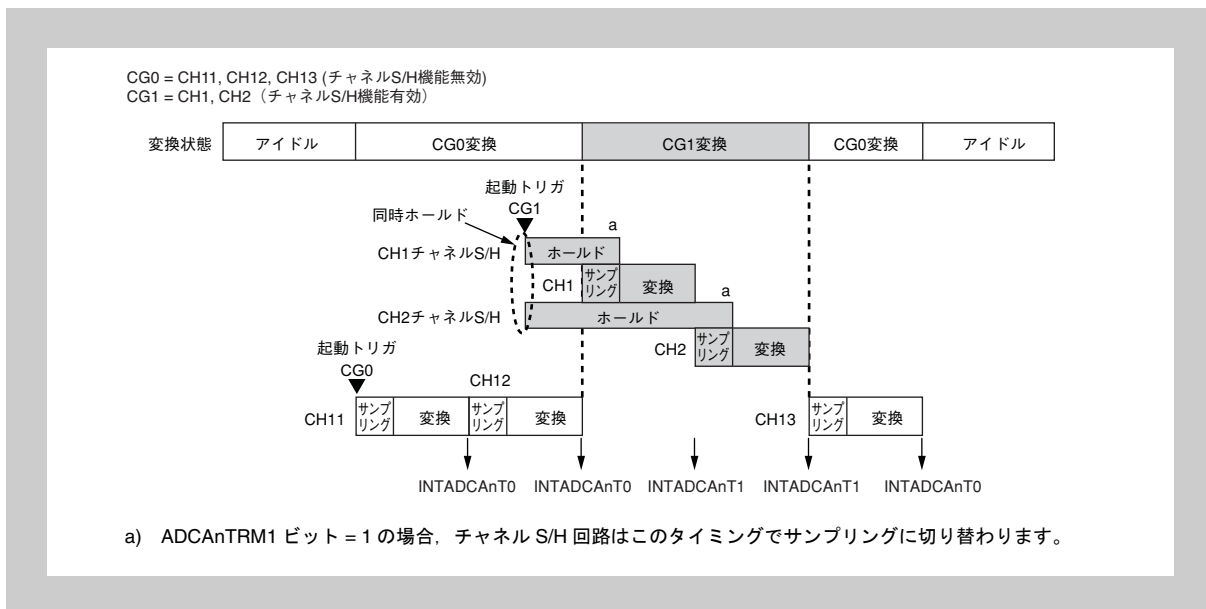 CG0 = CH11, CH12, CH13 (チャネルS/H機能無効)
CG1 = CH1, CH2（チャネルS/H機能有効）
変換状態 アイドル CG0変換 CG1変換 CG0変換 アイドル
起動トリガ
CG1
同時ホールド
a
CH1チャネルS/H ホールド
CH1 サンプリング 変換
a
CH2チャネルS/H ホールド
CH2 サンプリング 変換
起動トリガ
CG0
CH12
CH11 サンプリング 変換 サンプリング 変換 CH13 サンプリング 変換
INTADCAnT0 INTADCAnT0 INTADCAnT1 INTADCAnT1 INTADCAnT0
a) ADCAnTRM1 ビット = 1 の場合，チャネル S/H 回路はこのタイミングでサンプリングに切り替わります。